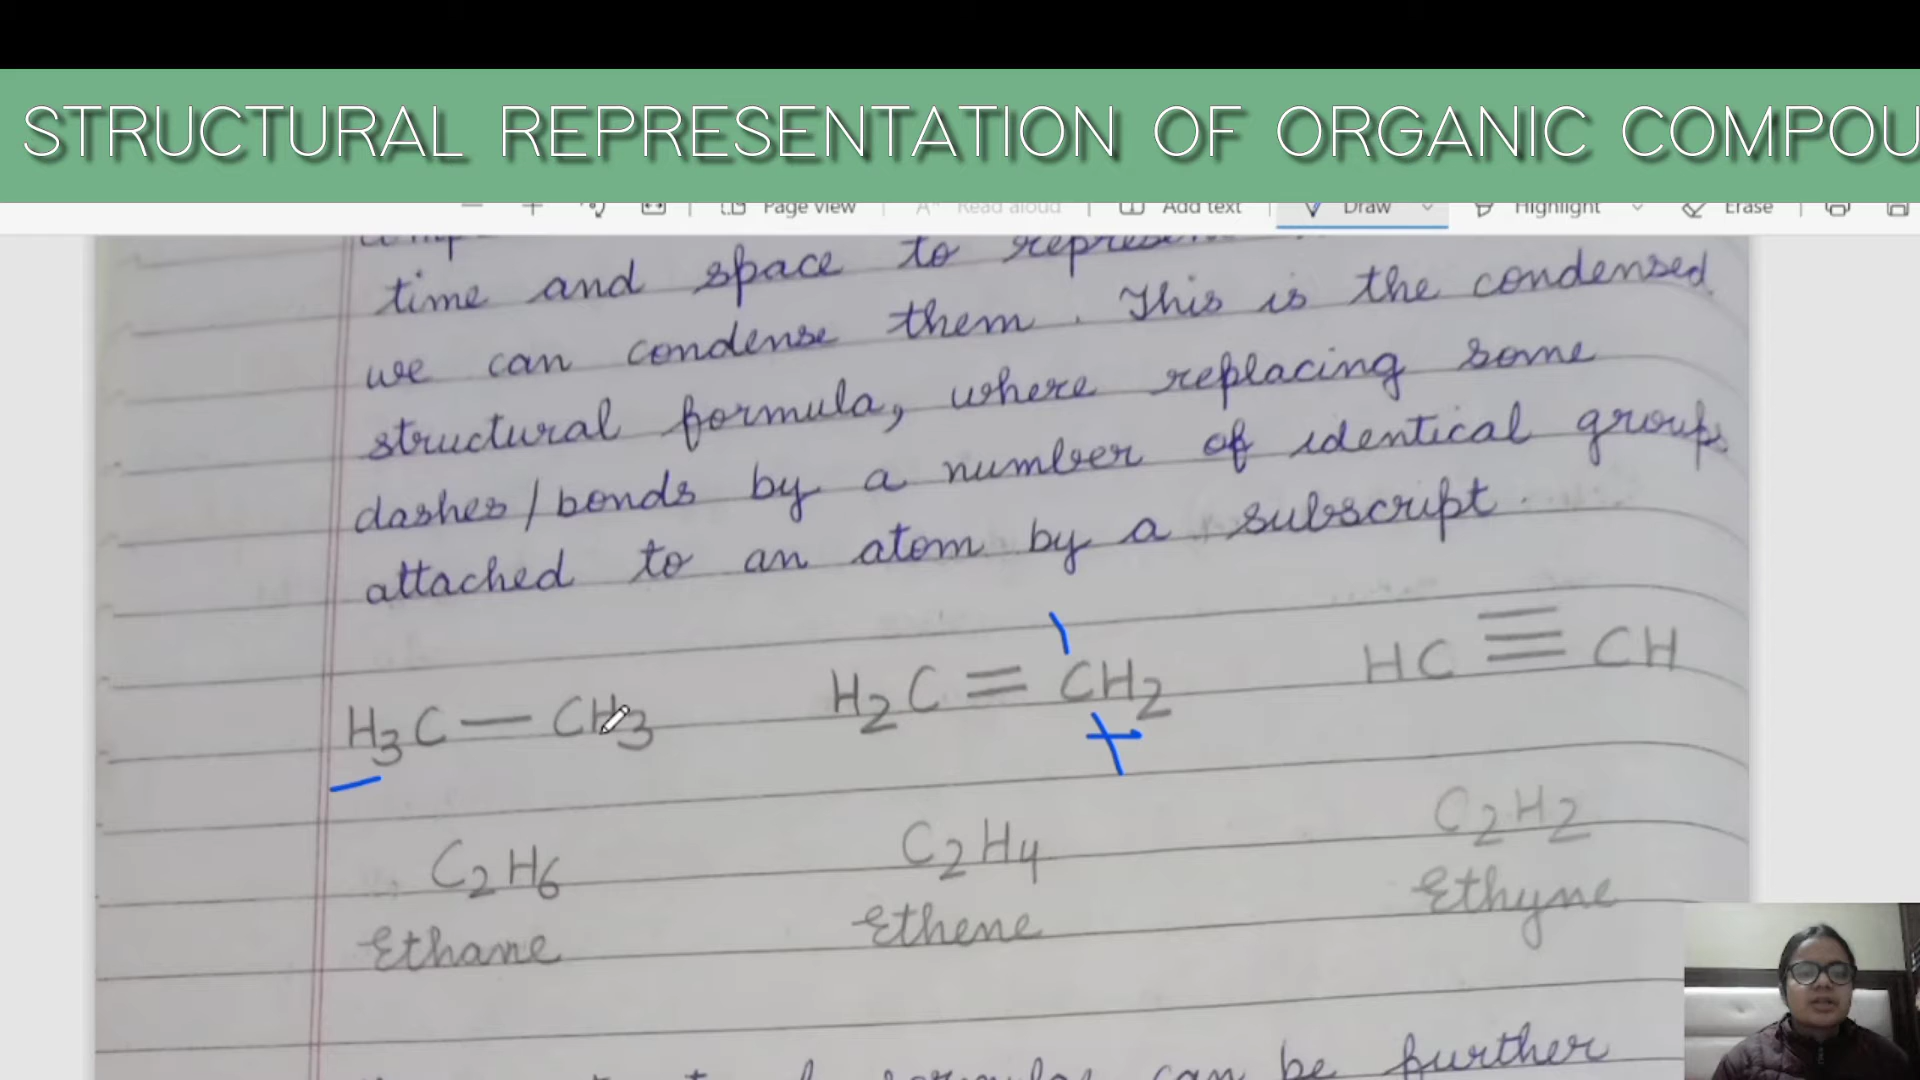 STRUCTURAL REPRESENTATION OF ORGANIC COMPOU
Page view Read aloud Add text Draw Highlight Erase
time and space to
we can condense them. This is the condensed
structural formula, where replacing some
dashes/bonds by a number of identical groups
attached to an atom by a subscript.
H3C — CH3 H2C = CH2 HC ≡ CH
C2H6 C2H4 C2H2
Ethane Ethene Ethyne
can be further